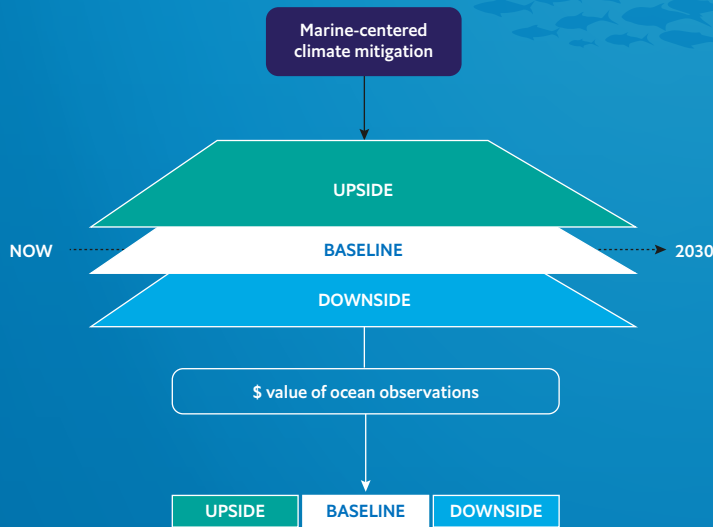 Marine-centered
climate mitigation
UPSIDE
NOW
BASELINE
2030
DOWNSIDE
$ value of ocean observations
UPSIDE
BASELINE
DOWNSIDE